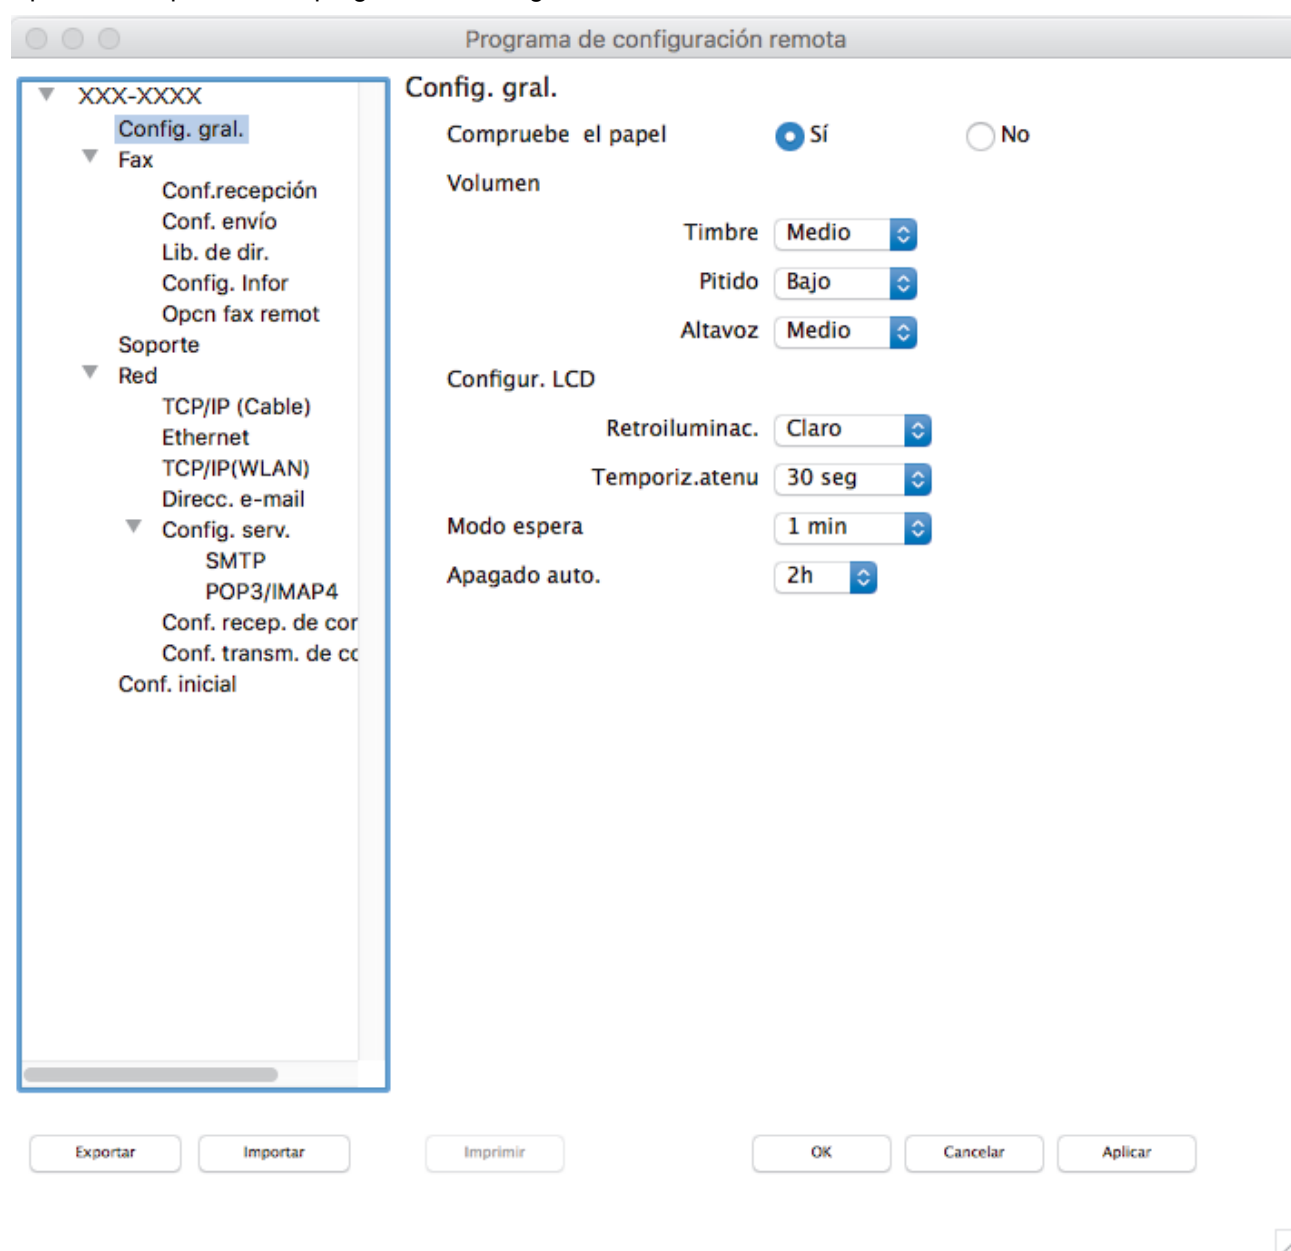 Programa de configuración remota
XXX-XXXX
Config. gral.
Fax
Conf.recepción
Conf. envío
Lib. de dir.
Config. Infor
Opcn fax remot
Soporte
Red
TCP/IP (Cable)
Ethernet
TCP/IP(WLAN)
Direcc. e-mail
Config. serv.
SMTP
POP3/IMAP4
Conf. recep. de cor
Conf. transm. de
Conf. inicial
Config. gral.
Compruebe el papel Sí No
Volumen
Timbre Medio
Pitido Bajo
Altavoz Medio
Configur. LCD
Retroiluminac. Claro
Temporiz.atenu 30 seg
Modo espera 1 min
Apagado auto. 2h
Exportar Importar Imprimir OK Cancelar Aplicar